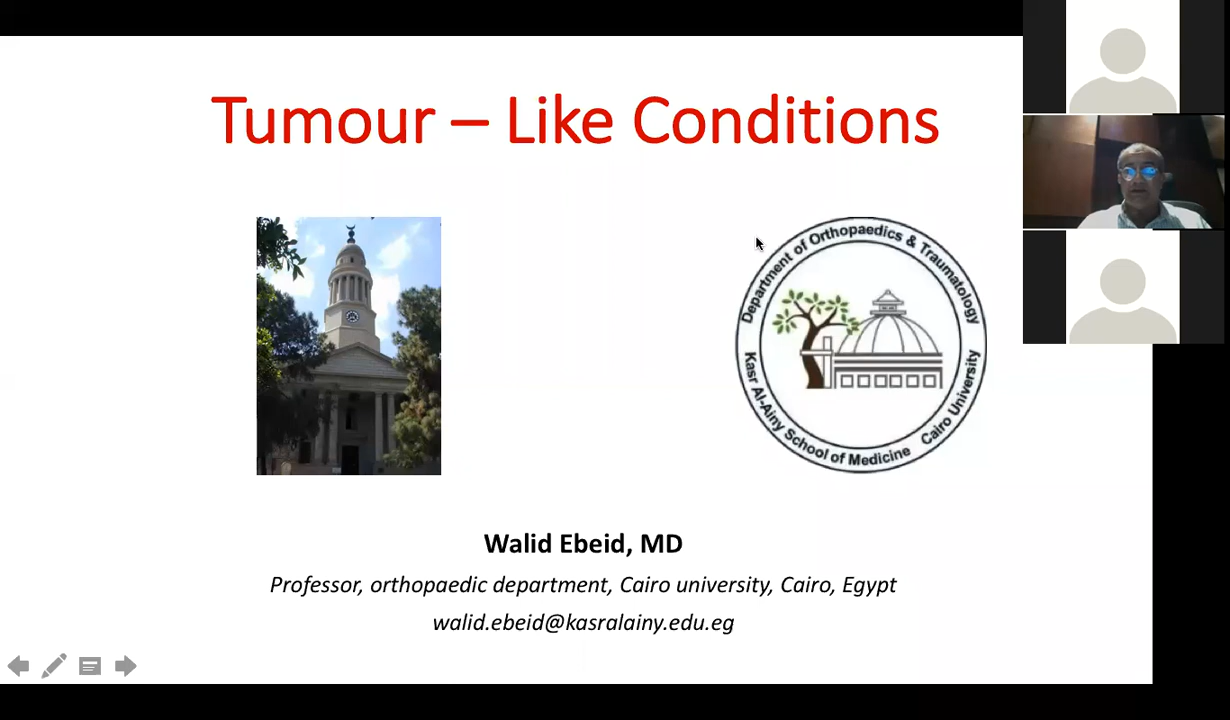 Tumour – Like Conditions
Department of Orthopaedics & Traumatology
Kasr Al-Ainy School of Medicine Cairo University
Walid Ebeid, MD
Professor, orthopaedic department, Cairo university, Cairo, Egypt
walid.ebeid@kasralainy.edu.eg